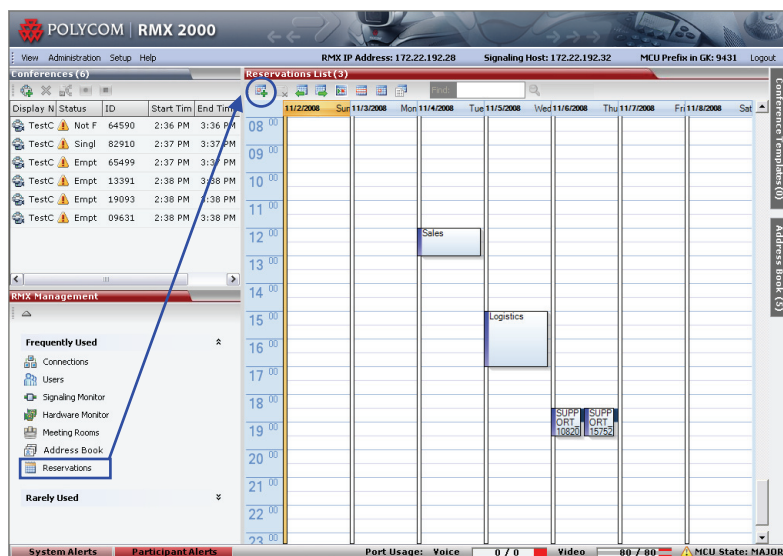 POLYCOM | RMX 2000
View Administration Setup Help RMX IP Address: 172.22.192.28 Signaling Host: 172.22.192.32 MCU Prefix in GK: 9431 Logout
Conferences (6)
Display N Status ID Start Tim End Tim
TestC Not F 64590 2:36 PM 3:36 PM
TestC Singl 82910 2:37 PM 3:37 PM
TestC Empt 65499 2:37 PM 3:37 PM
TestC Empt 13391 2:38 PM 3:38 PM
TestC Empt 19093 2:38 PM 3:38 PM
TestC Empt 09631 2:38 PM 3:38 PM
RMX Management
Frequently Used
Connections
Users
Signaling Monitor
Hardware Monitor
Meeting Rooms
Address Book
Reservations
Rarely Used
Reservations List (3)
Find:
11/2/2008 Sun 11/3/2008 Mon 11/4/2008 Tue 11/5/2008 Wed 11/6/2008 Thu 11/7/2008 Fri 11/8/2008 Sat
08 00
09 00
10 00
11 00
12 00
Sales
13 00
14 00
15 00
Logistics
16 00
17 00
18 00
SUPP
ORT_
10820
SUPP
ORT_
15752
19 00
20 00
21 00
22 00
23 00
Conference Templates (0)
Address Book (5)
System Alerts Participant Alerts Port Usage: Voice 0 / 0 Video 80 / 80 MCU State: MAJOR